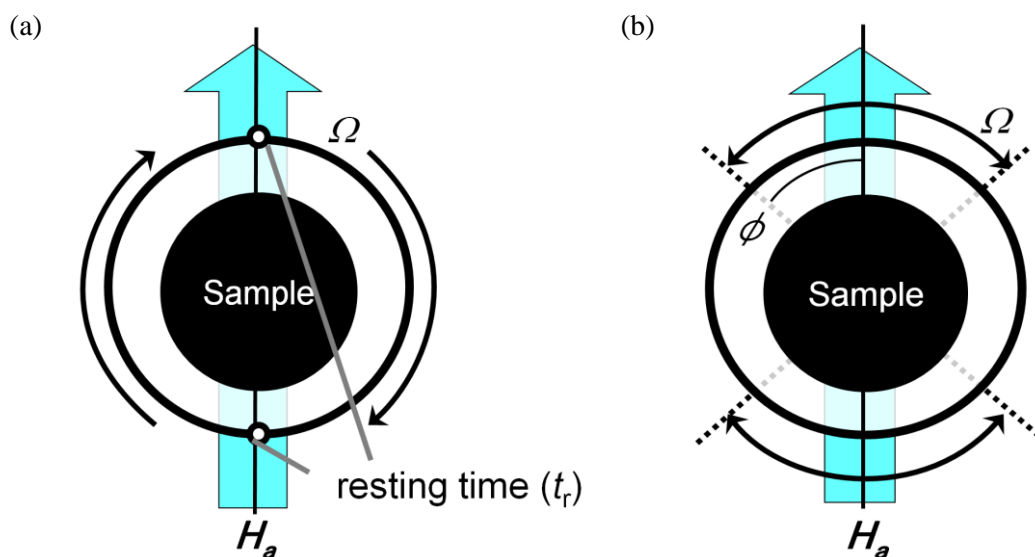 (a)
Ω
Sample
resting time (tr)
Ha
(b)
Ω
ϕ
Sample
Ha